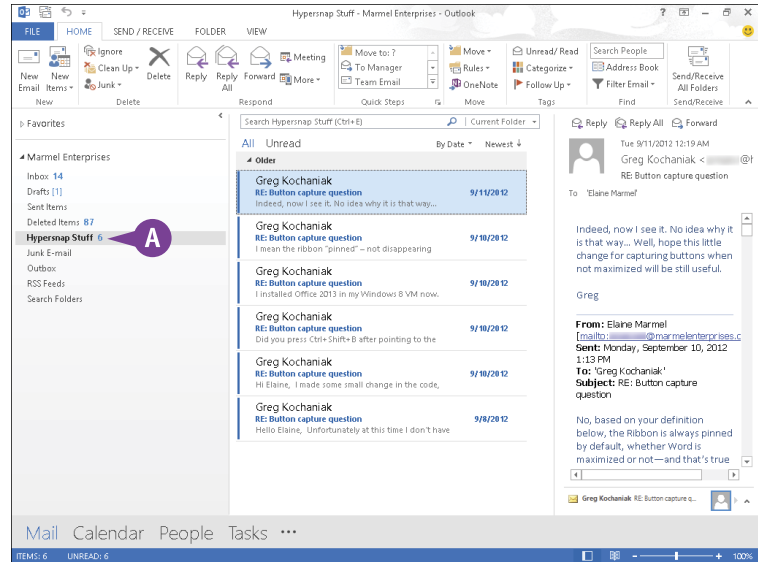 Hypersnap Stuff - Marmel Enterprises - Outlook
FILE HOME SEND / RECEIVE FOLDER VIEW
New Email
New Items
New
Ignore
Clean Up
Junk
Delete
Delete
Reply
Reply All
Forward
Meeting
More
Respond
Move to: ?
To Manager
Team Email
Quick Steps
Move
Rules
OneNote
Move
Unread/ Read
Categorize
Follow Up
Tags
Search People
Address Book
Filter Email
Find
Send/Receive All Folders
Send/Receive
Favorites
Marmel Enterprises
Inbox 14
Drafts [1]
Sent Items
Deleted Items 87
Hypersnap Stuff 6
A
Junk E-mail
Outbox
RSS Feeds
Search Folders
Search Hypersnap Stuff (Ctrl+E) Current Folder
All Unread By Date Newest
Older
Greg Kochaniak
RE: Button capture question 9/11/2012
Indeed, now I see it. No idea why it is that way...
Greg Kochaniak
RE: Button capture question 9/10/2012
I mean the ribbon "pinned" – not disappearing
Greg Kochaniak
RE: Button capture question 9/10/2012
I installed Office 2013 in my Windows 8 VM now.
Greg Kochaniak
RE: Button capture question 9/10/2012
Did you press Ctrl+Shift+B after pointing to the
Greg Kochaniak
RE: Button capture question 9/10/2012
Hi Elaine, I made some small change in the code,
Greg Kochaniak
RE: Button capture question 9/8/2012
Hello Elaine, Unfortunately at this time I don't have
Reply Reply All Forward
Tue 9/11/2012 12:19 AM
Greg Kochaniak < @h
RE: Button capture question
To 'Elaine Marmel'
Indeed, now I see it. No idea why it
is that way... Well, hope this little
change for capturing buttons when
not maximized will be still useful.
Greg
From: Elaine Marmel
[mailto: @marmelenterprises.c
Sent: Monday, September 10, 2012
1:13 PM
To: 'Greg Kochaniak'
Subject: RE: Button capture
question
No, based on your definition
below, the Ribbon is always pinned
by default, whether Word is
maximized or not—and that's true
Greg Kochaniak RE: Button capture q...
Mail Calendar People Tasks •••
ITEMS: 6 UNREAD: 6 100%